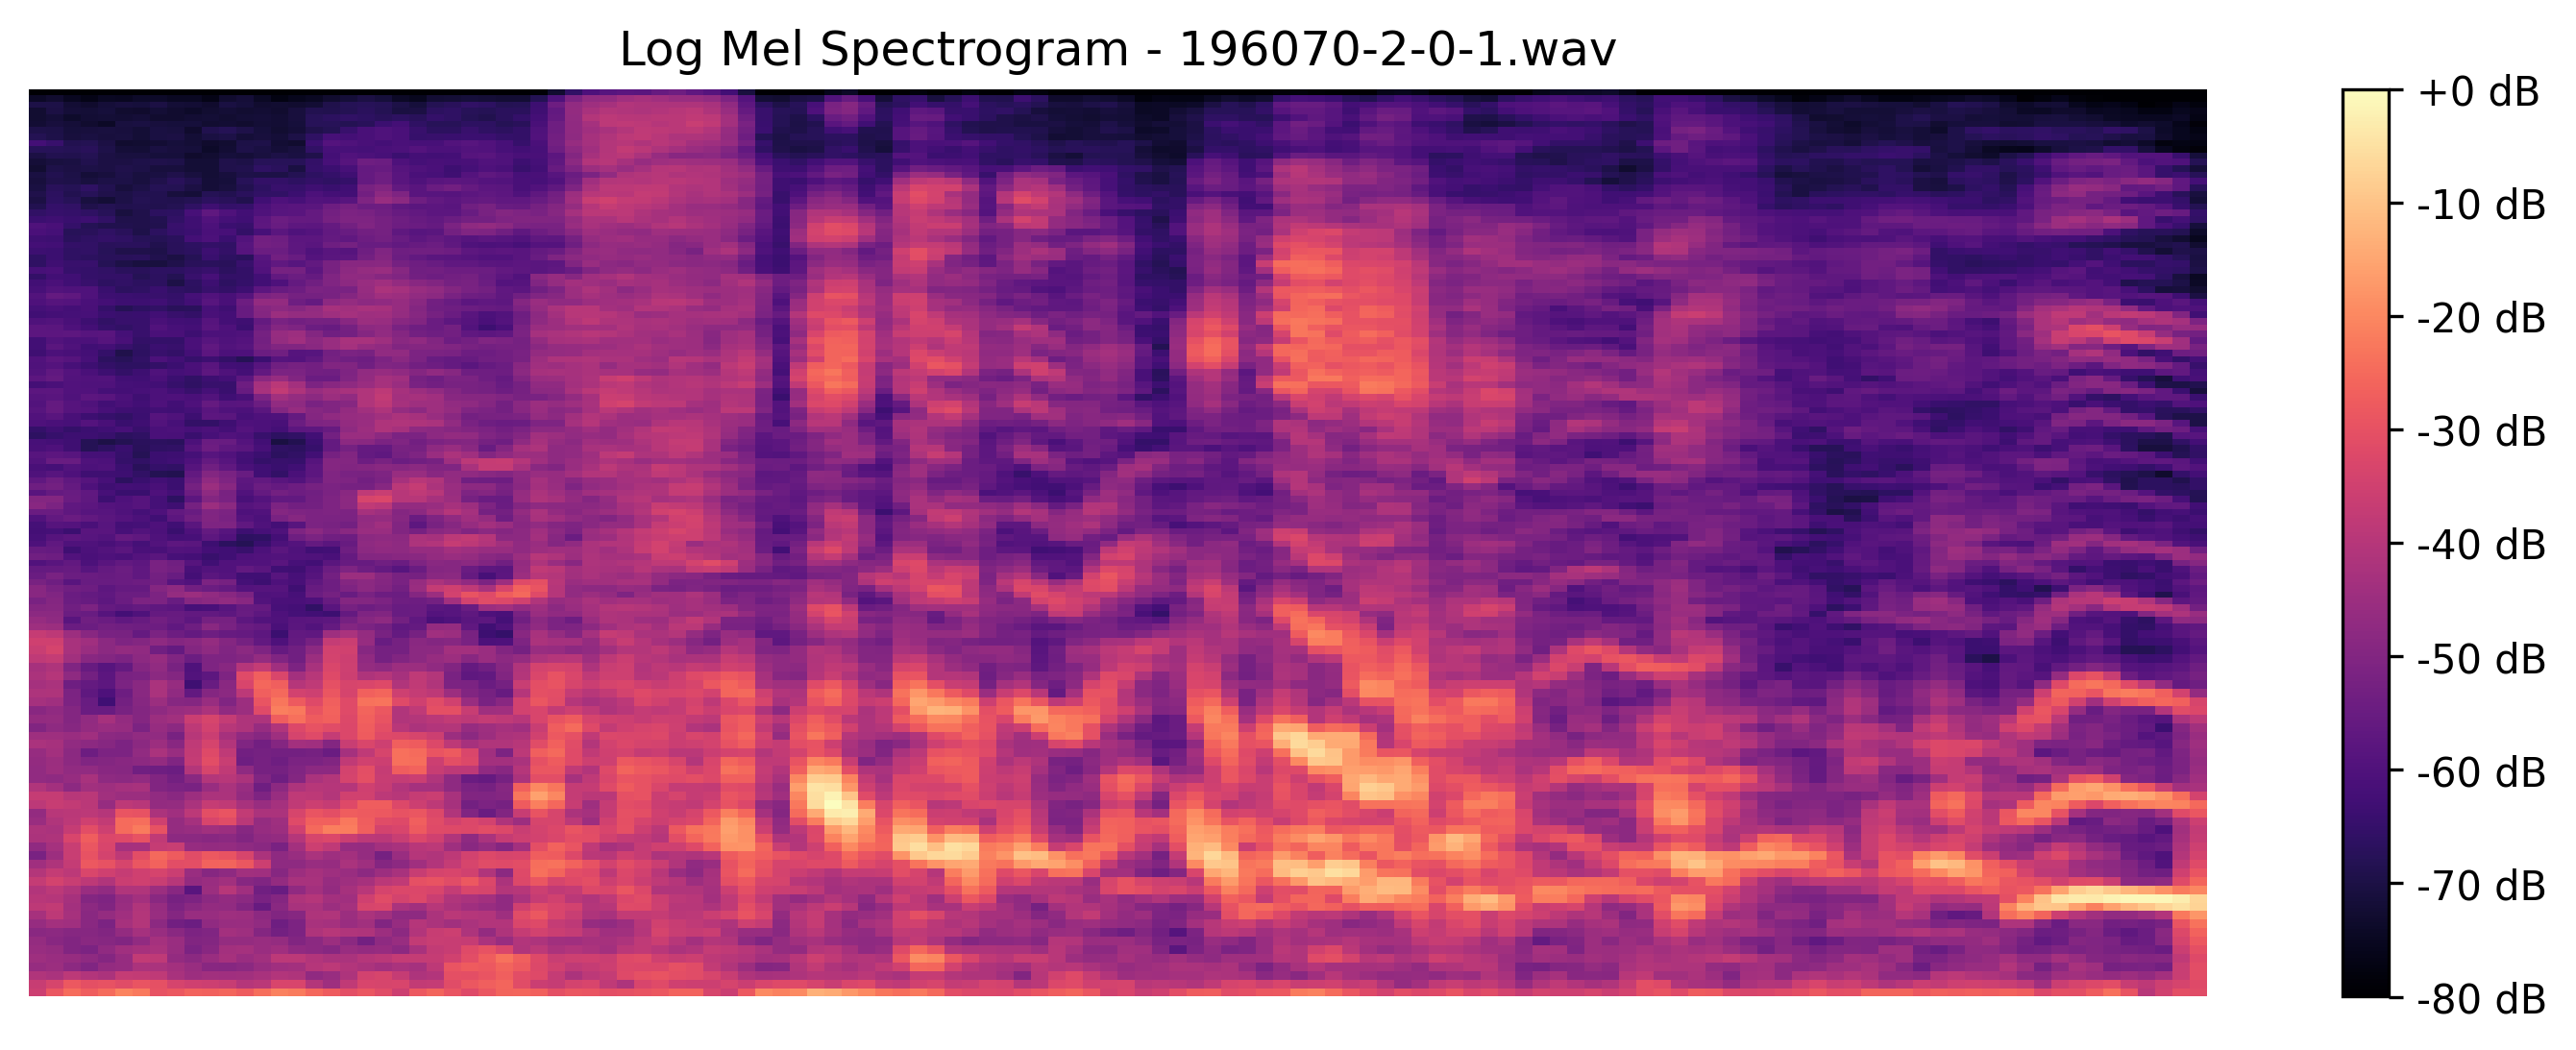 Log Mel Spectrogram - 196070-2-0-1.wav
+0 dB
-10 dB
-20 dB
-30 dB
-40 dB
-50 dB
-60 dB
-70 dB
-80 dB